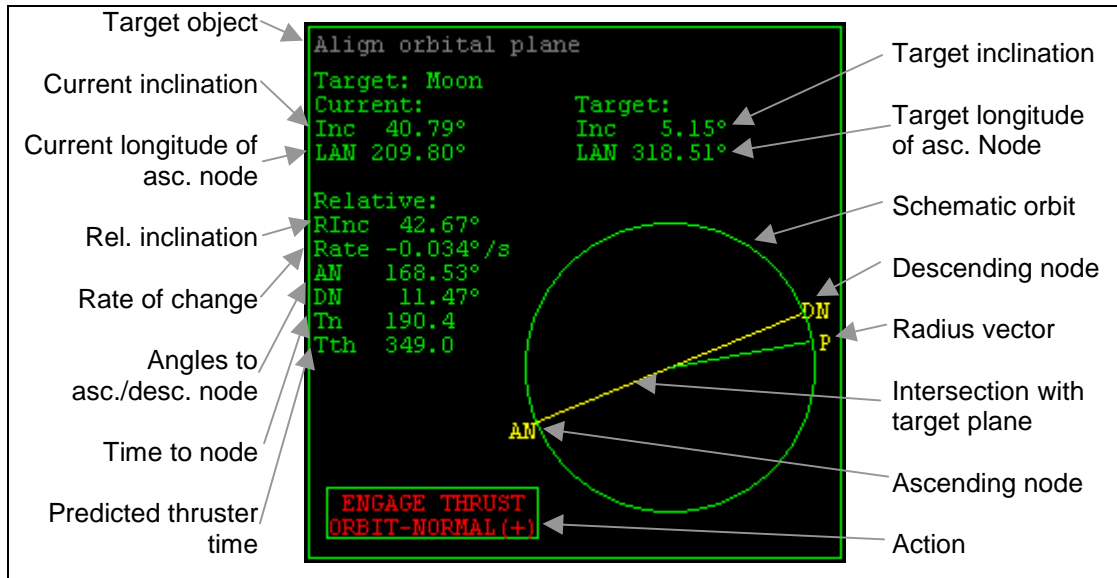 Target object
Current inclination
Current longitude of
asc. node
Rel. inclination
Rate of change
Angles to
asc./desc. node
Time to node
Predicted thruster
time
Align orbital plane
Target: Moon
Current:
Inc 40.79°
LAN 209.80°
Target:
Inc 5.15°
LAN 318.51°
Relative:
RInc 42.67°
Rate -0.034°/s
AN 168.53°
DN 11.47°
Tn 190.4
Tth 349.0
DN
P
AN
ENGAGE THRUST
ORBIT-NORMAL(+)
Target inclination
Target longitude
of asc. Node
Schematic orbit
Descending node
Radius vector
Intersection with
target plane
Ascending node
Action